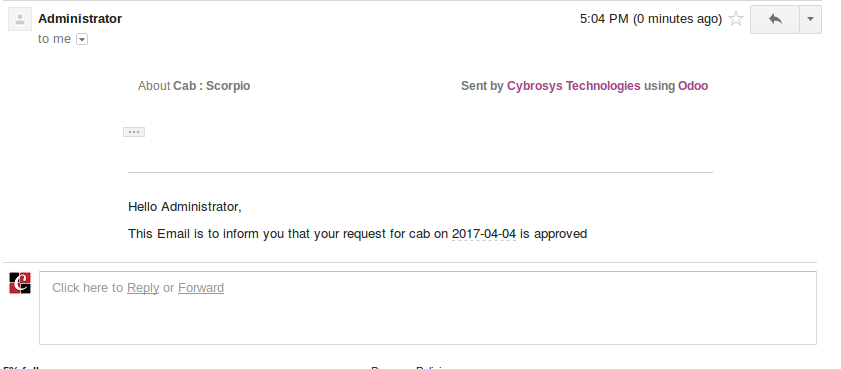 Administrator 5:04 PM (0 minutes ago)
to me
About Cab : Scorpio Sent by Cybrosys Technologies using Odoo
Hello Administrator,
This Email is to inform you that your request for cab on 2017-04-04 is approved
Click here to Reply or Forward